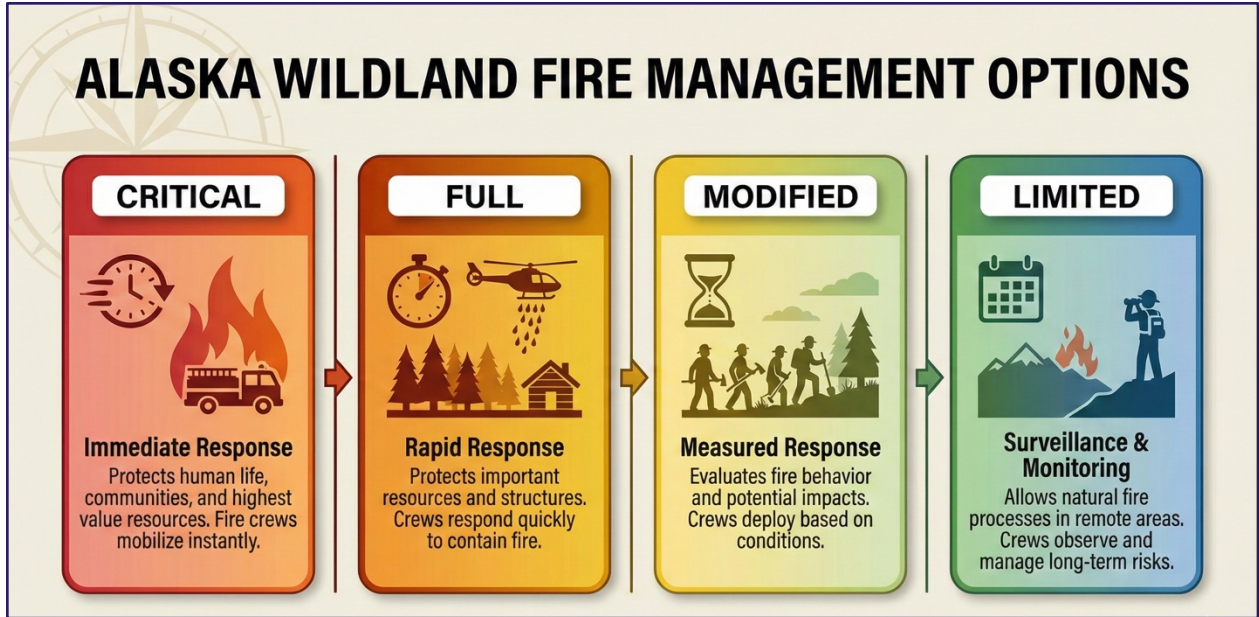 ALASKA WILDLAND FIRE MANAGEMENT OPTIONS
CRITICAL
Immediate Response
Protects human life,
communities, and highest
value resources. Fire crews
mobilize instantly.
FULL
Rapid Response
Protects important
resources and structures.
Crews respond quickly
to contain fire.
MODIFIED
Measured Response
Evaluates fire behavior
and potential impacts.
Crews deploy based on
conditions.
LIMITED
Surveillance &
Monitoring
Allows natural fire
processes in remote areas.
Crews observe and
manage long-term risks.